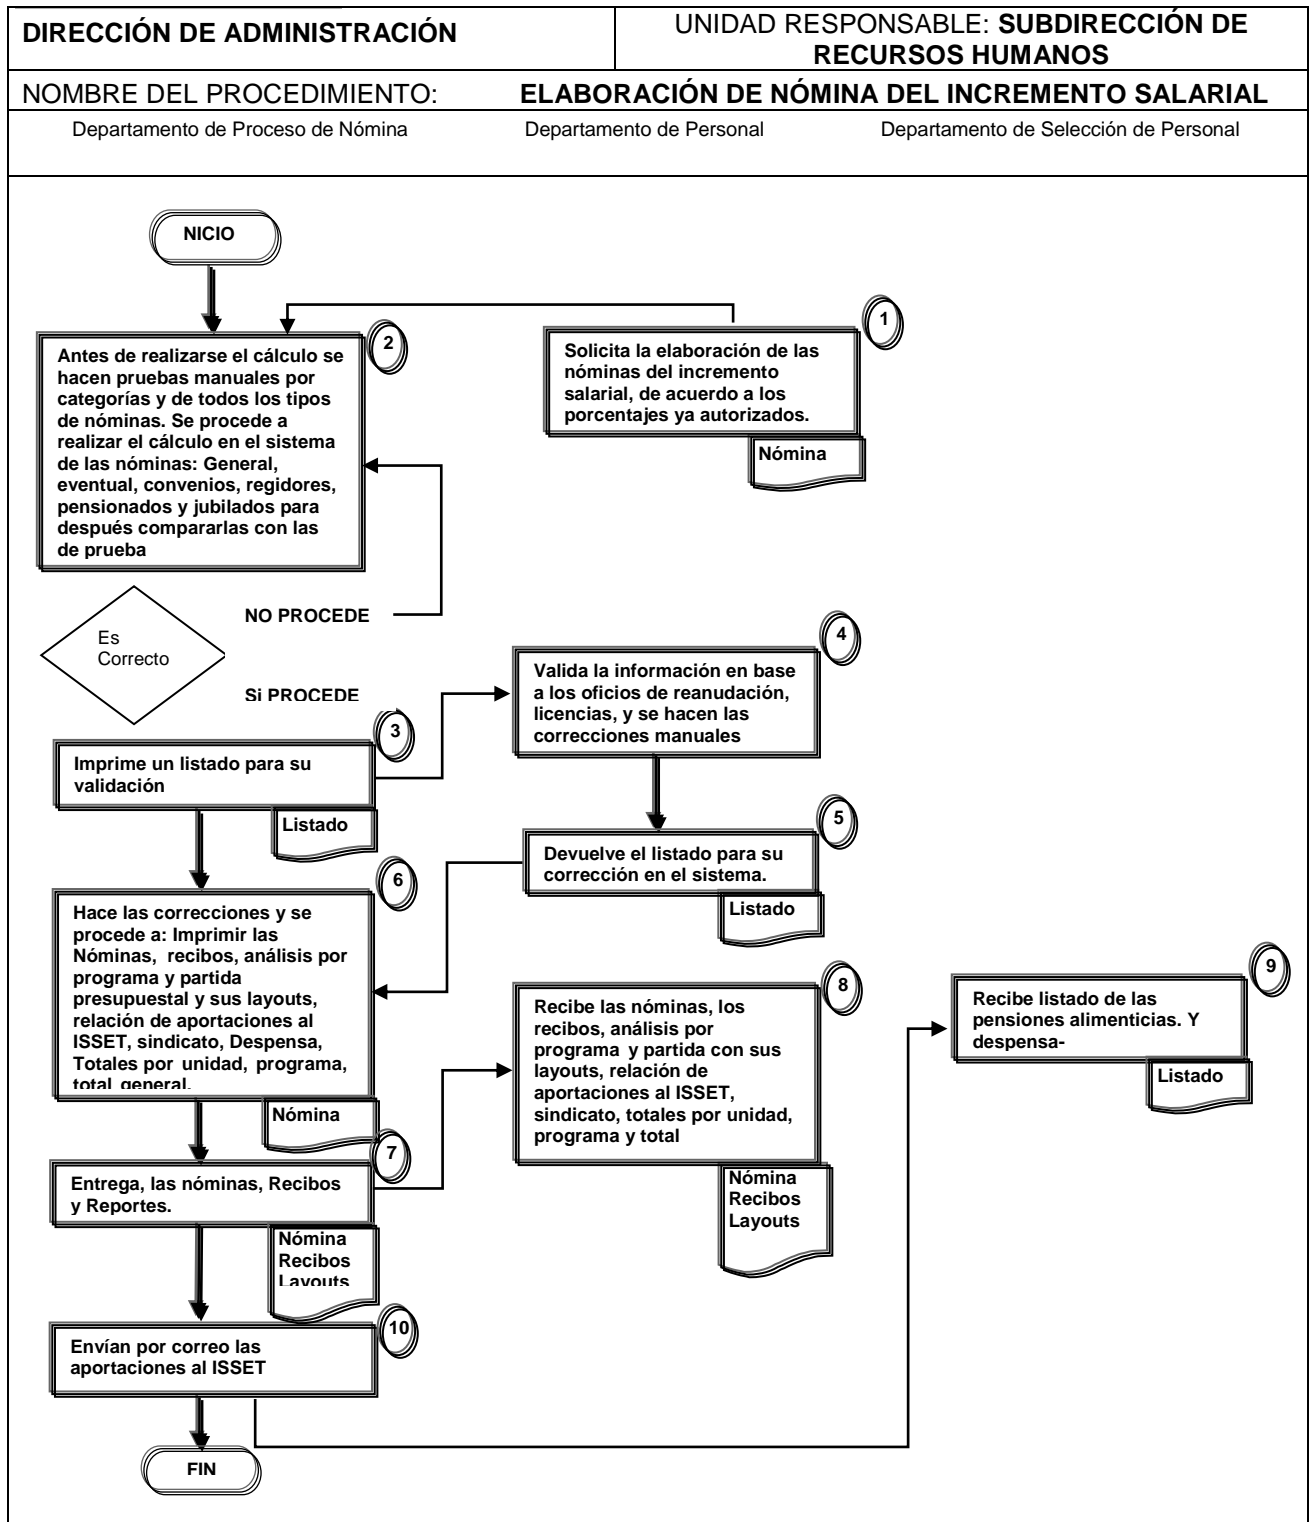 DIRECCIÓN DE ADMINISTRACIÓN
UNIDAD RESPONSABLE: SUBDIRECCIÓN DE
RECURSOS HUMANOS
NOMBRE DEL PROCEDIMIENTO: ELABORACIÓN DE NÓMINA DEL INCREMENTO SALARIAL
Departamento de Proceso de Nómina Departamento de Personal Departamento de Selección de Personal
NICIO
1
Solicita la elaboración de las
nóminas del incremento
salarial, de acuerdo a los
porcentajes ya autorizados.
Nómina
2
Antes de realizarse el cálculo se
hacen pruebas manuales por
categorías y de todos los tipos
de nóminas. Se procede a
realizar el cálculo en el sistema
de las nóminas: General,
eventual, convenios, regidores,
pensionados y jubilados para
después compararlas con las
de prueba
Es
Correcto
NO PROCEDE
Si PROCEDE
3
Imprime un listado para su
validación
Listado
4
Valida la información en base
a los oficios de reanudación,
licencias, y se hacen las
correcciones manuales
5
Devuelve el listado para su
corrección en el sistema.
Listado
6
Hace las correcciones y se
procede a: Imprimir las
Nóminas, recibos, análisis por
programa y partida
presupuestal y sus layouts,
relación de aportaciones al
ISSET, sindicato, Despensa,
Totales por unidad, programa,
total general.
Nómina
7
Entrega, las nóminas, Recibos
y Reportes.
Nómina
Recibos
Layouts
8
Recibe las nóminas, los
recibos, análisis por
programa y partida con sus
layouts, relación de
aportaciones al ISSET,
sindicato, totales por unidad,
programa y total
Nómina
Recibos
Layouts
9
Recibe listado de las
pensiones alimenticias. Y
despensa-
Listado
10
Envían por correo las
aportaciones al ISSET
FIN